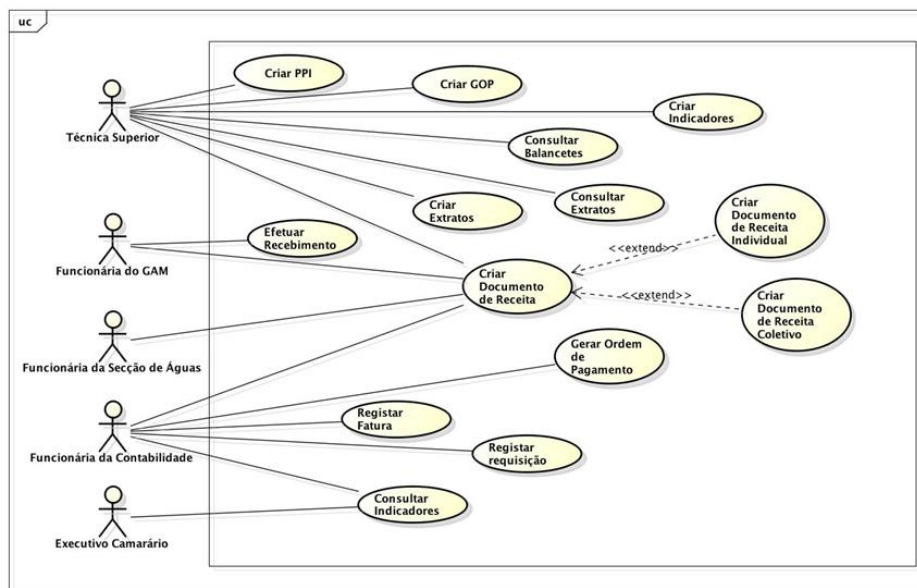 uc
Criar PPI
Criar GOP
Criar
Indicadores
Técnica Superior
Consultar
Balancetes
Criar
Extratos
Consultar
Extratos
Criar
Documento
de Receita
Individual
Efetuar
Recebimento
<<extend>>
Funcionária do GAM
Criar
Documento
de Receita
<<extend>>
Criar
Documento
de Receita
Coletivo
Funcionária da Secção de Águas
Gerar Ordem
de
Pagamento
Registar
Fatura
Funcionária da Contabilidade
Registar
requisição
Consultar
Indicadores
Executivo Camarário